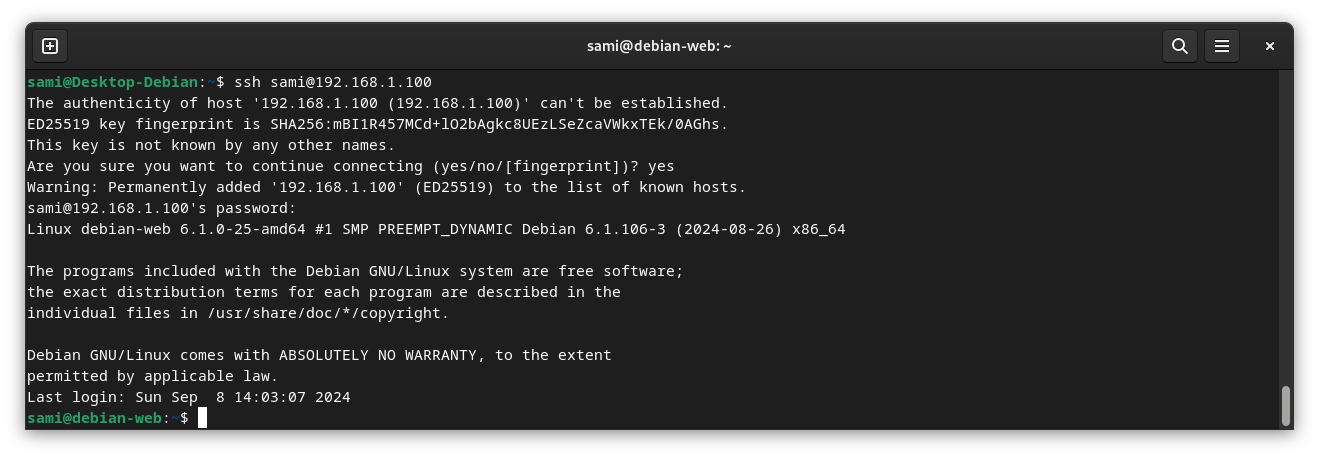 sami@debian-web: ~
sami@Desktop-Debian:~$ ssh sami@192.168.1.100
The authenticity of host '192.168.1.100 (192.168.1.100)' can't be established.
ED25519 key fingerprint is SHA256:mBI1R457MCd+lO2bAgkc8UEzLSeZcaVWkxTEk/0AGhs.
This key is not known by any other names.
Are you sure you want to continue connecting (yes/no/[fingerprint])? yes
Warning: Permanently added '192.168.1.100' (ED25519) to the list of known hosts.
sami@192.168.1.100's password:
Linux debian-web 6.1.0-25-amd64 #1 SMP PREEMPT_DYNAMIC Debian 6.1.106-3 (2024-08-26) x86_64

The programs included with the Debian GNU/Linux system are free software;
the exact distribution terms for each program are described in the
individual files in /usr/share/doc/*/copyright.

Debian GNU/Linux comes with ABSOLUTELY NO WARRANTY, to the extent
permitted by applicable law.
Last login: Sun Sep  8 14:03:07 2024
sami@debian-web:~$